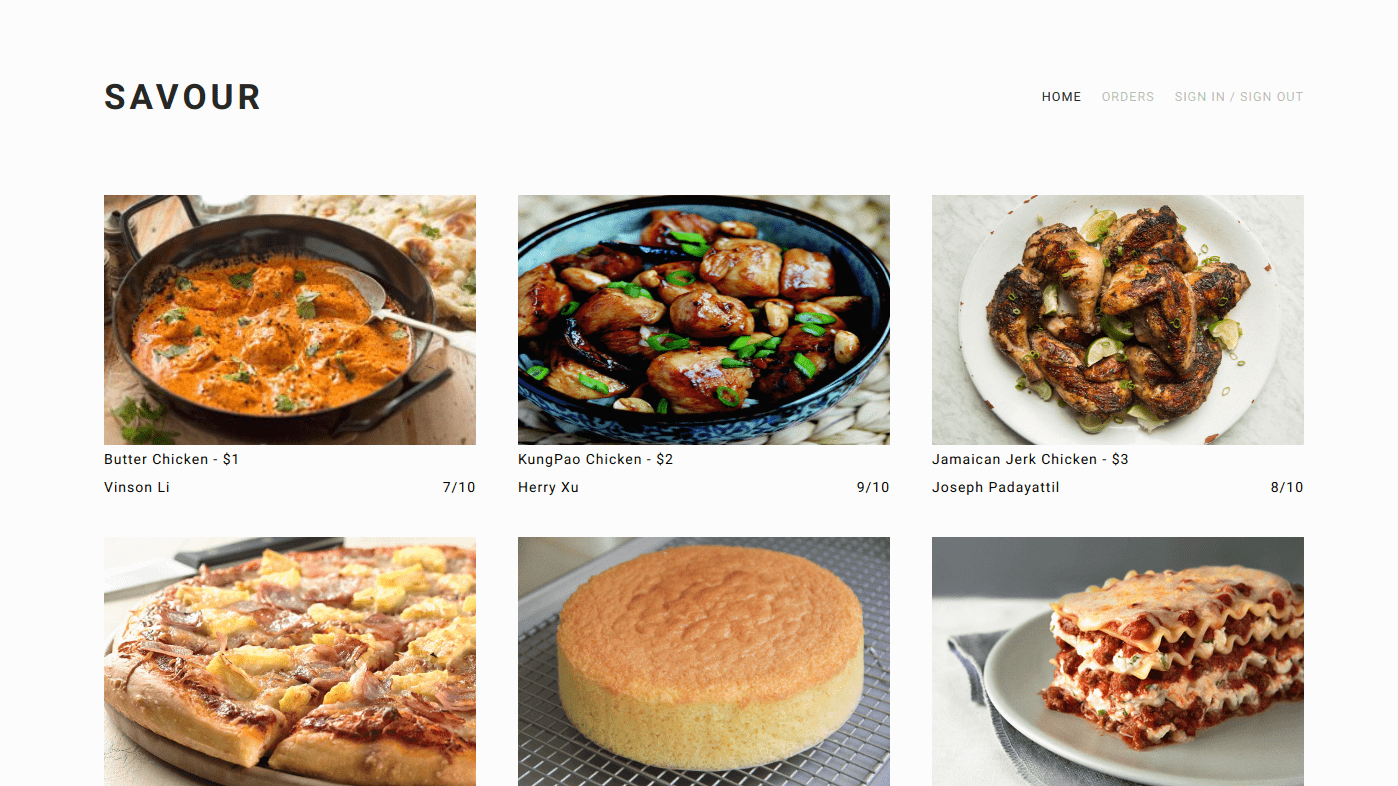 SAVOUR
HOME ORDERS SIGN IN / SIGN OUT
Butter Chicken - $1
Vinson Li 7/10
KungPao Chicken - $2
Herry Xu 9/10
Jamaican Jerk Chicken - $3
Joseph Padayattil 8/10